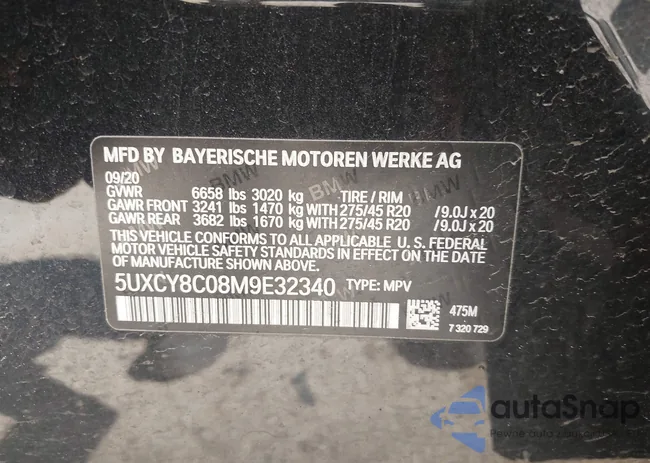 MFD BY BAYERISCHE MOTOREN WERKE AG
09/20
GVWR 6658 lbs 3020 kg TIRE / RIM
GAWR FRONT 3241 lbs 1470 kg WITH 275/45 R20 /9.0J x 20
GAWR REAR 3682 lbs 1670 kg WITH 275/45 R20 /9.0J x 20
THIS VEHICLE CONFORMS TO ALL APPLICABLE U. S. FEDERAL
MOTOR VEHICLE SAFETY STANDARDS IN EFFECT ON THE DATE
OF MANUFACTURE SHOWN ABOVE.
5UXCY8C08M9E32340 TYPE: MPV
475M
7 320 729
autoSnap